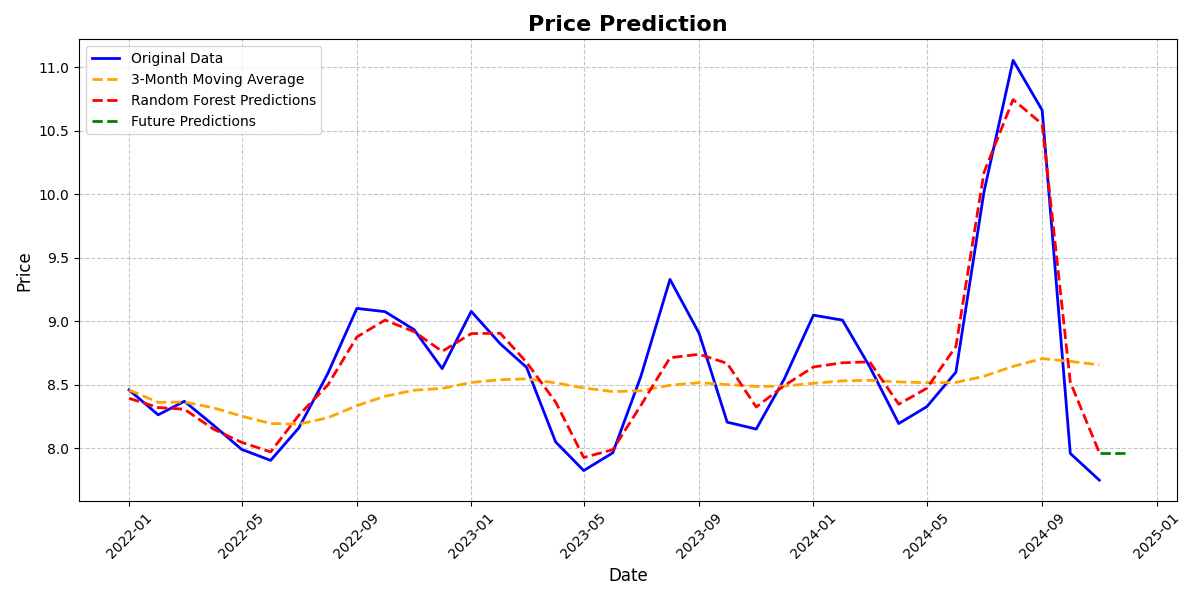 Price Prediction
Original Data
3-Month Moving Average
Random Forest Predictions
Future Predictions
Price
11.0
10.5
10.0
9.5
9.0
8.5
8.0
2022-01
2022-05
2022-09
2023-01
2023-05
2023-09
2024-01
2024-05
2024-09
2025-01
Date